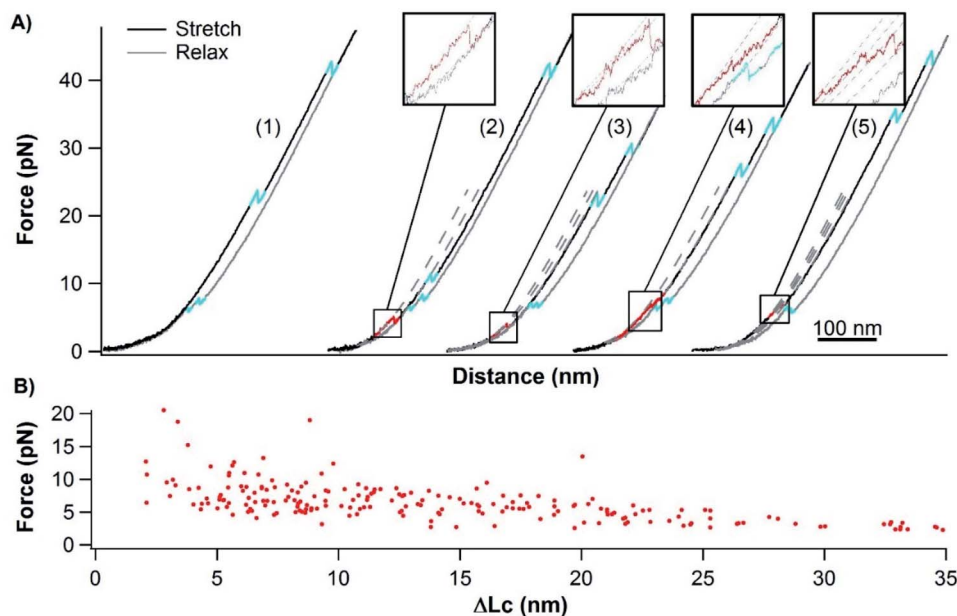 A)
Stretch
Relax
(1)
(2)
(3)
(4)
(5)
40
30
20
10
0
Force (pN)
100 nm
Distance (nm)
B)
20
15
10
5
0
Force (pN)
0
5
10
15
20
25
30
35
ΔLc (nm)